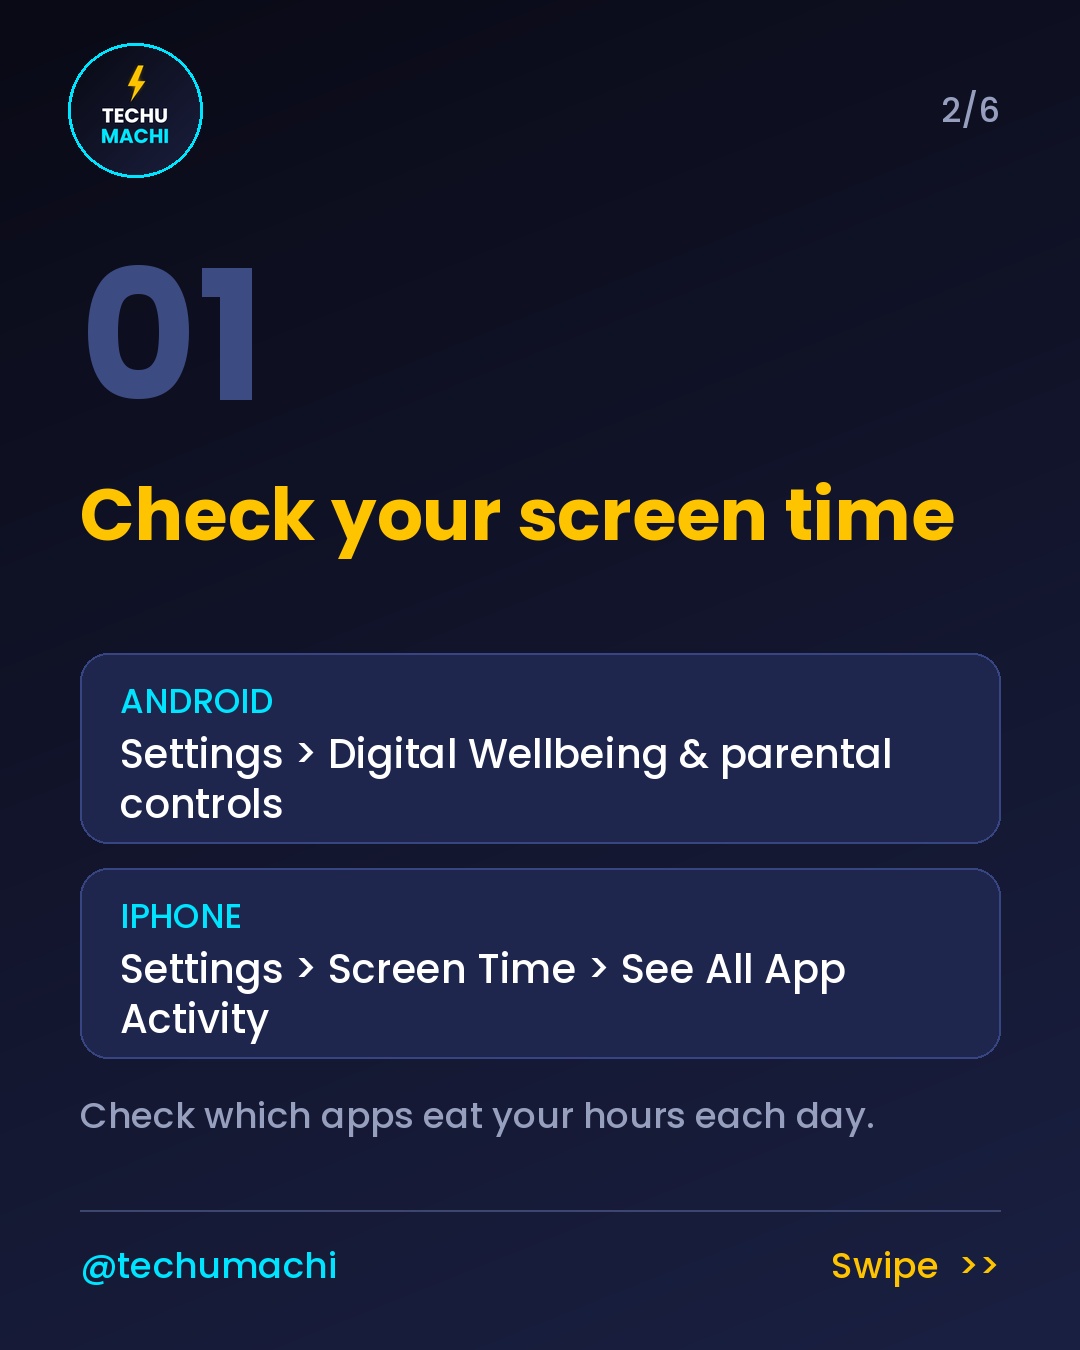 TECHU
MACHI
2/6
01
Check your screen time
ANDROID
Settings > Digital Wellbeing & parental
controls
IPHONE
Settings > Screen Time > See All App
Activity
Check which apps eat your hours each day.
@techumachi
Swipe >>